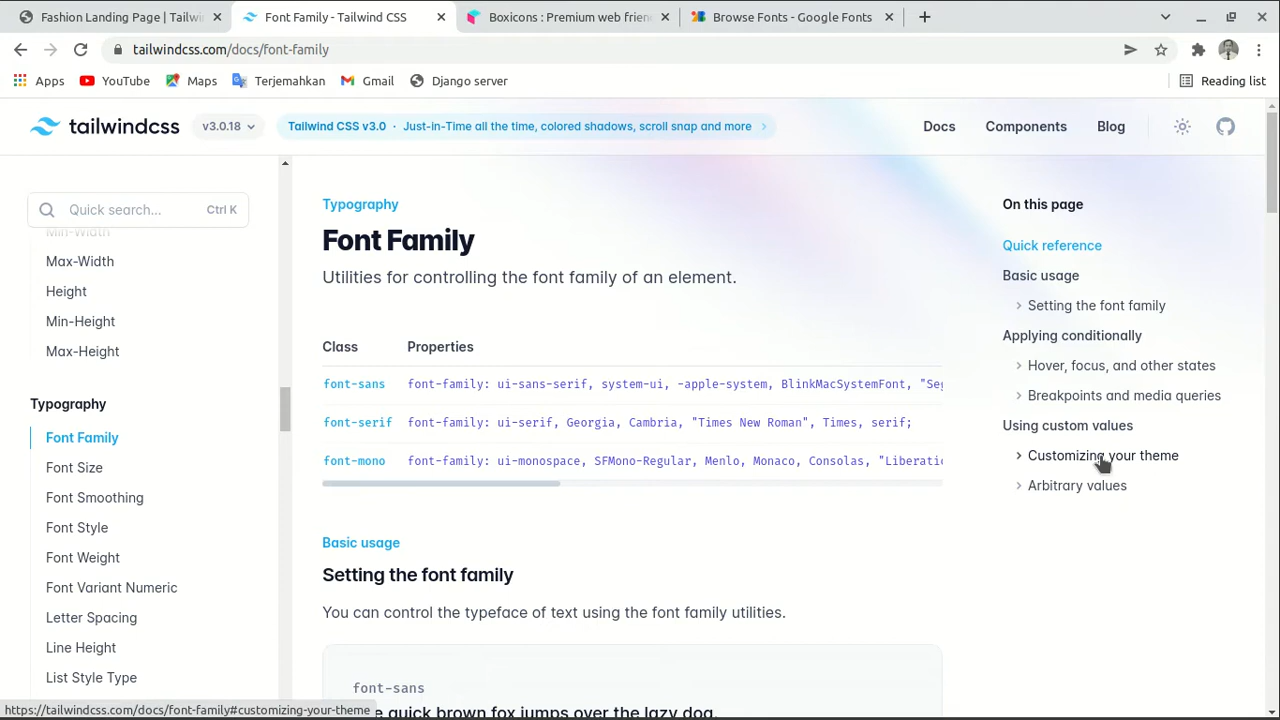 Fashion Landing Page | Tailwi
Font Family - Tailwind CSS
Boxicons : Premium web frien
Browse Fonts - Google Fonts
tailwindcss.com/docs/font-family
Apps
YouTube
Maps
Terjemahkan
Gmail
Django server
Reading list
tailwindcss
v3.0.18
Tailwind CSS v3.0 · Just-in-Time all the time, colored shadows, scroll snap and more
Docs
Components
Blog
Quick search...
Ctrl K
Min-Width
Max-Width
Height
Min-Height
Max-Height
Typography
Font Family
Font Size
Font Smoothing
Font Style
Font Weight
Font Variant Numeric
Letter Spacing
Line Height
List Style Type
Typography
Font Family
Utilities for controlling the font family of an element.
Class Properties
font-sans font-family: ui-sans-serif, system-ui, -apple-system, BlinkMacSystemFont, "Seg
font-serif font-family: ui-serif, Georgia, Cambria, "Times New Roman", Times, serif;
font-mono font-family: ui-monospace, SFMono-Regular, Menlo, Monaco, Consolas, "Liberatio
Basic usage
Setting the font family
You can control the typeface of text using the font family utilities.
font-sans
quick brown fox jumps over the lazy dog.
On this page
Quick reference
Basic usage
Setting the font family
Applying conditionally
Hover, focus, and other states
Breakpoints and media queries
Using custom values
Customizing your theme
Arbitrary values
https://tailwindcss.com/docs/font-family#customizing-your-theme